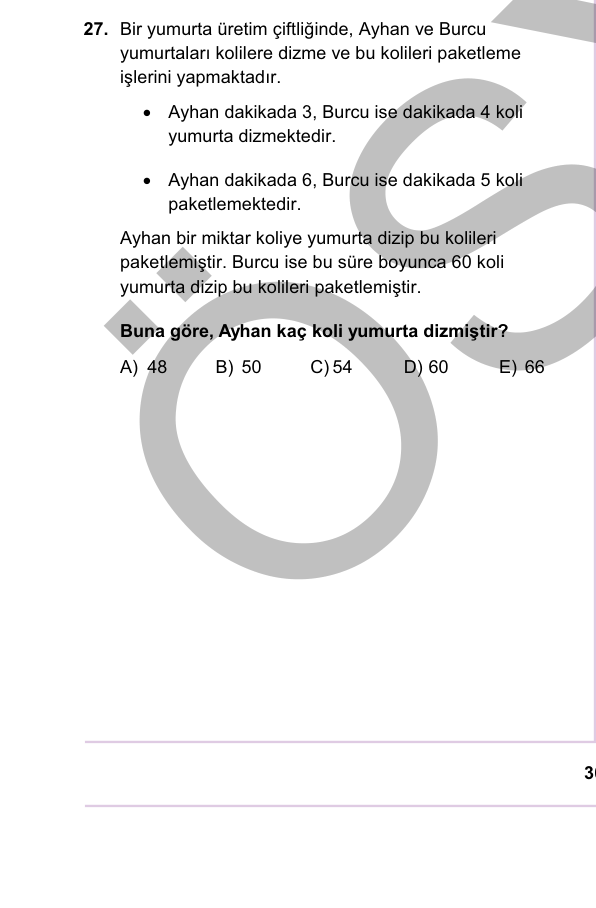 27. Bir yumurta üretim çiftliğinde, Ayhan ve Burcu
yumurtaları kolilere dizme ve bu kolileri paketleme
işlerini yapmaktadır.
• Ayhan dakikada 3, Burcu ise dakikada 4 koli
yumurta dizmektedir.
• Ayhan dakikada 6, Burcu ise dakikada 5 koli
paketlemektedir.
Ayhan bir miktar koliye yumurta dizip bu kolileri
paketlemiştir. Burcu ise bu süre boyunca 60 koli
yumurta dizip bu kolileri paketlemiştir.
Buna göre, Ayhan kaç koli yumurta dizmiştir?
A) 48 B) 50 C) 54 D) 60 E) 66